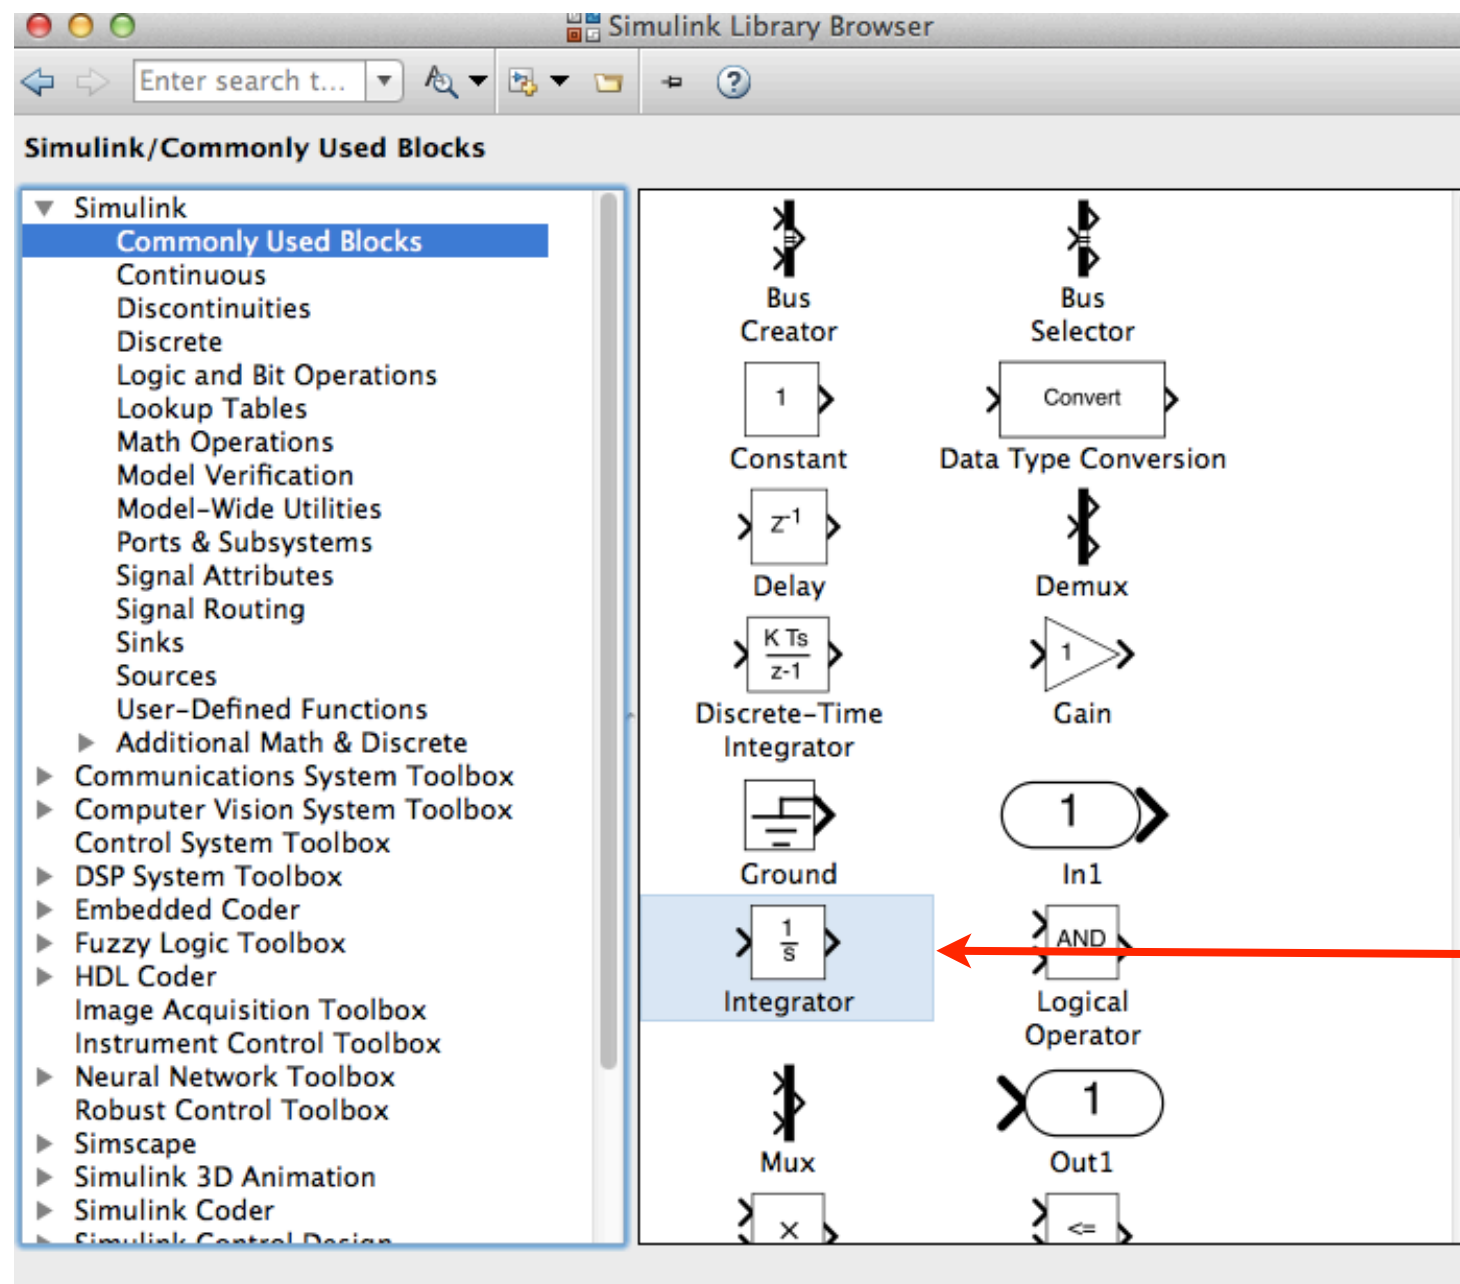 Simulink Library Browser
Enter search t...
Simulink/Commonly Used Blocks
Simulink
Commonly Used Blocks
Continuous
Discontinuities
Discrete
Logic and Bit Operations
Lookup Tables
Math Operations
Model Verification
Model-Wide Utilities
Ports & Subsystems
Signal Attributes
Signal Routing
Sinks
Sources
User-Defined Functions
Additional Math & Discrete
Communications System Toolbox
Computer Vision System Toolbox
Control System Toolbox
DSP System Toolbox
Embedded Coder
Fuzzy Logic Toolbox
HDL Coder
Image Acquisition Toolbox
Instrument Control Toolbox
Neural Network Toolbox
Robust Control Toolbox
Simscape
Simulink 3D Animation
Simulink Coder
Simulink Control Design
Bus
Creator
Bus
Selector
1
Constant
Convert
Data Type Conversion
z-1
Delay
Demux
K Ts
z-1
Discrete-Time
Integrator
1
Gain
Ground
1
In1
1
s
Integrator
AND
Logical
Operator
Mux
1
Out1
×
<=